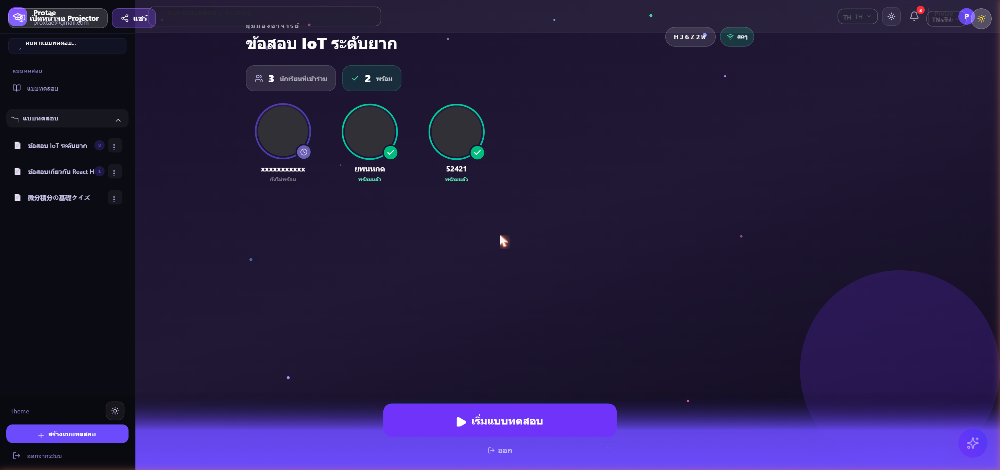 Protae
เปิดหน้าจอ Projector
proxtae@gmail.com
แชร์
ค้นหาแบบทดสอบ...
แบบทดสอบ
แบบทดสอบ
แบบทดสอบ
ข้อสอบ IoT ระดับยาก
8
ข้อสอบเกี่ยวกับ React H
1
微分積分の基礎クイズ
Theme
สร้างแบบทดสอบ
ออกจากระบบ
TH TH
3
Protae
Teacher
TH TH
P
มุมมองอาจารย์
ข้อสอบ IoT ระดับยาก
HJ6Z2W
สดๆ
3 นักเรียนที่เข้าร่วม
2 พร้อม
xxxxxxxxxxx
ยังไม่พร้อม
ยพนหกด
พร้อมแล้ว
52421
พร้อมแล้ว
เริ่มแบบทดสอบ
ออก